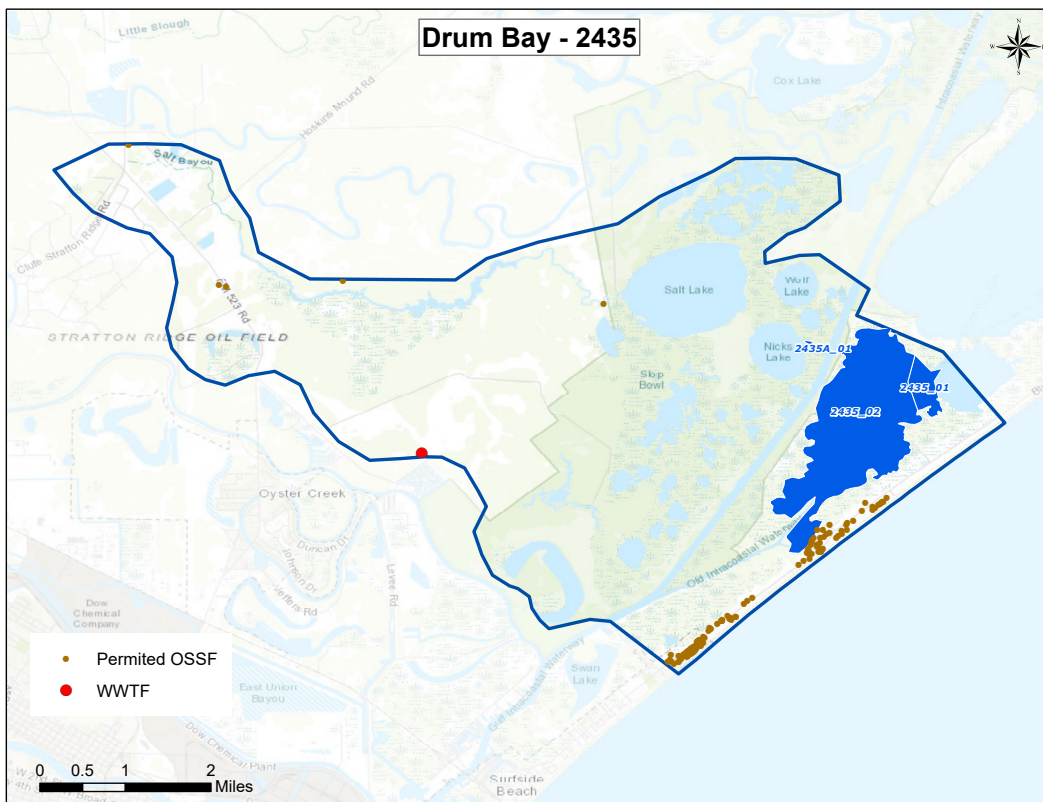 Drum Bay - 2435
N
W
S
Little Slough
Hoskins Mound Rd
Cox Lake
Intracoastal Waterway
Salt Bayou
Clute Stratton Ridge Rd
FM 523 Rd
STRATTON RIDGE OIL FIELD
Salt Lake
Wolf
Lake
Nicks
Lake
2435A_01
Slop
Bowl
2435_01
2435_02
Oyster Creek
Duncan Dr
Johnson Dr
Jeffers Rd
Levee Rd
Old Intracoastal Waterway
Dow
Chemical
Company
Permited OSSF
WWTF
East Union
Bayou
Swan
Lake
Gulf Intracoastal Waterway
Dow Chemical Plant
Surfside
Beach
0 0.5 1 2
Miles